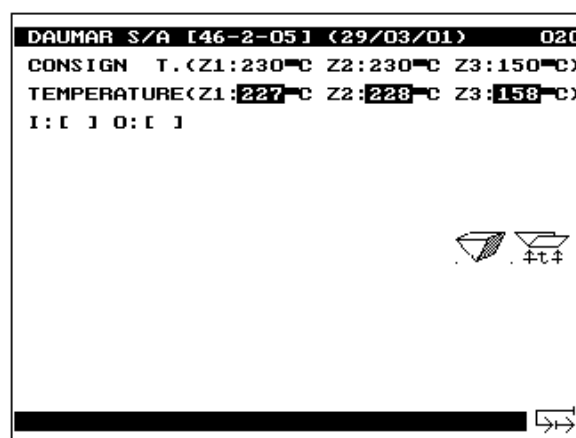 DAUMAR S/A [46-2-05] (29/03/01) 020
CONSIGN T.(Z1:230°C Z2:230°C Z3:150°C)
TEMPERATURE(Z1:227°C Z2:228°C Z3:158°C)
I:[ ] O:[ ]
‡t‡